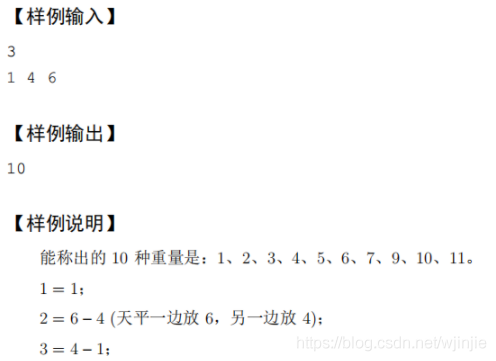 【样例输入】
3
1 4 6
【样例输出】
10
【样例说明】
能称出的 10 种重量是：1、2、3、4、5、6、7、9、10、11。
1 = 1;
2 = 6 − 4 (天平一边放 6，另一边放 4);
3 = 4 − 1;
https://blog.csdn.net/wjinjie